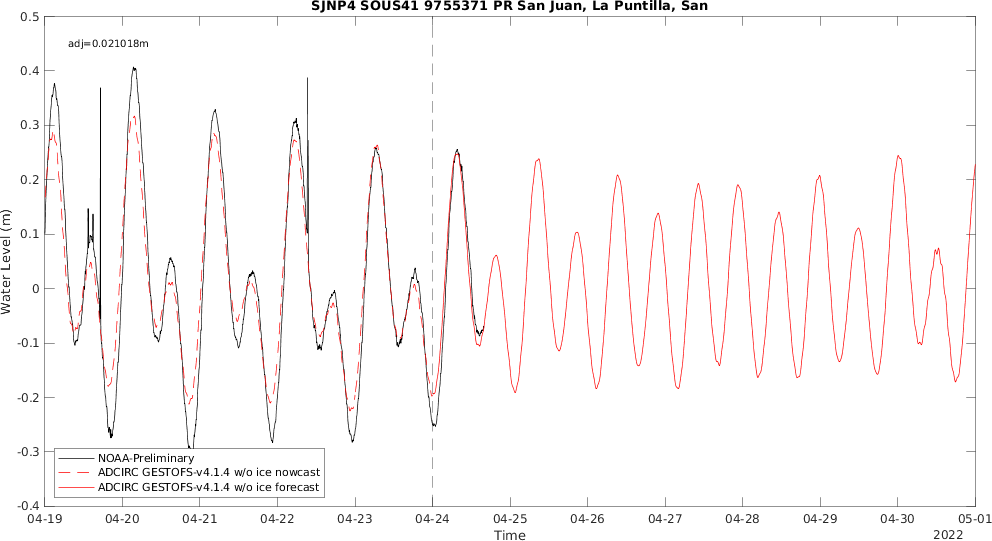 SJNP4 SOUS41 9755371 PR San Juan, La Puntilla, San
adj=0.021018m
0.5
0.4
0.3
0.2
0.1
0
-0.1
-0.2
-0.3
-0.4
Water Level (m)
NOAA-Preliminary
ADCIRC GESTOFS-v4.1.4 w/o ice nowcast
ADCIRC GESTOFS-v4.1.4 w/o ice forecast
04-19 04-20 04-21 04-22 04-23 04-24 04-25 04-26 04-27 04-28 04-29 04-30 05-01
Time
2022